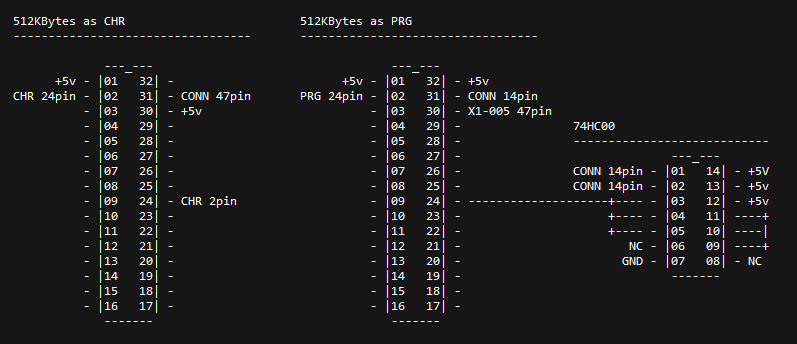 512KBytes as CHR                         512KBytes as PRG
----------------------------------       ----------------------------------

             ---_---                                  ---_---
      +5v - |01   32| -                        +5v - |01   32| - +5v
CHR 24pin - |02   31| - CONN 47pin       PRG 24pin - |02   31| - CONN 14pin
          - |03   30| - +5v                        - |03   30| - X1-005 47pin
          - |04   29| -                            - |04   29| -                74HC00
          - |05   28| -                            - |05   28| -                ----------------------------
          - |06   27| -                            - |06   27| -                              ---_---
          - |07   26| -                            - |07   26| -                CONN 14pin - |01   14| - +5V
          - |08   25| -                            - |08   25| -                CONN 14pin - |02   13| - +5v
          - |09   24| - CHR 2pin                   - |09   24| - --------------------+---- - |03   12| - +5v
          - |10   23| -                            - |10   23| -                     +---- - |04   11| ----+
          - |11   22| -                            - |11   22| -                     +---- - |05   10| ----|
          - |12   21| -                            - |12   21| -                        NC - |06   09| ----+
          - |13   20| -                            - |13   20| -                       GND - |07   08| - NC
          - |14   19| -                            - |14   19| -                              -------
          - |15   18| -                            - |15   18| -
          - |16   17| -                            - |16   17| -
             -------                                  -------